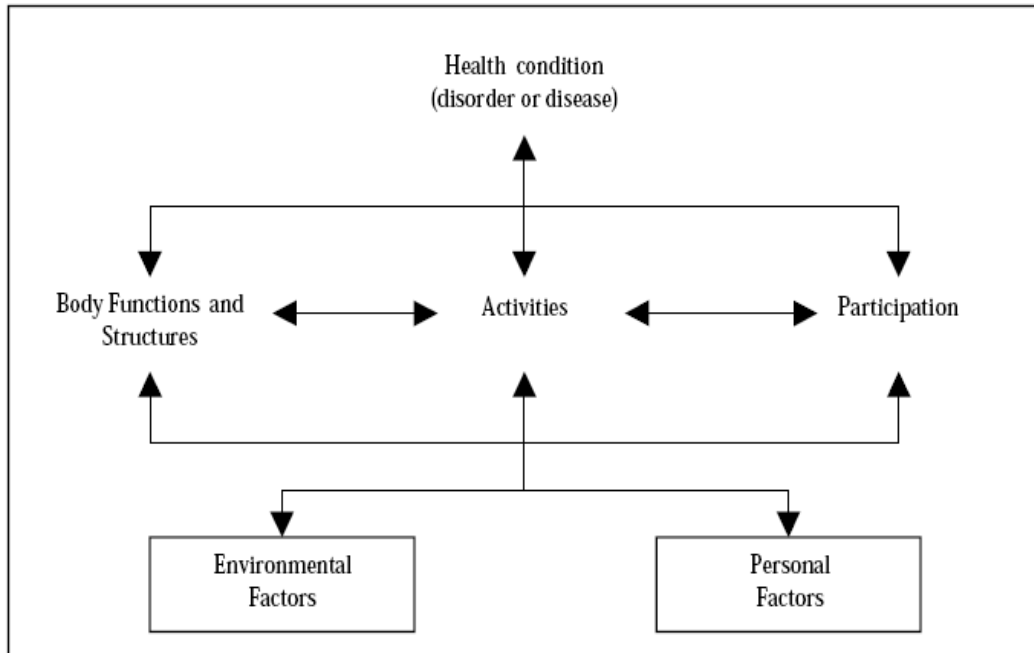 Health condition
(disorder or disease)
Body Functions and
Structures
Activities
Participation
Environmental
Factors
Personal
Factors